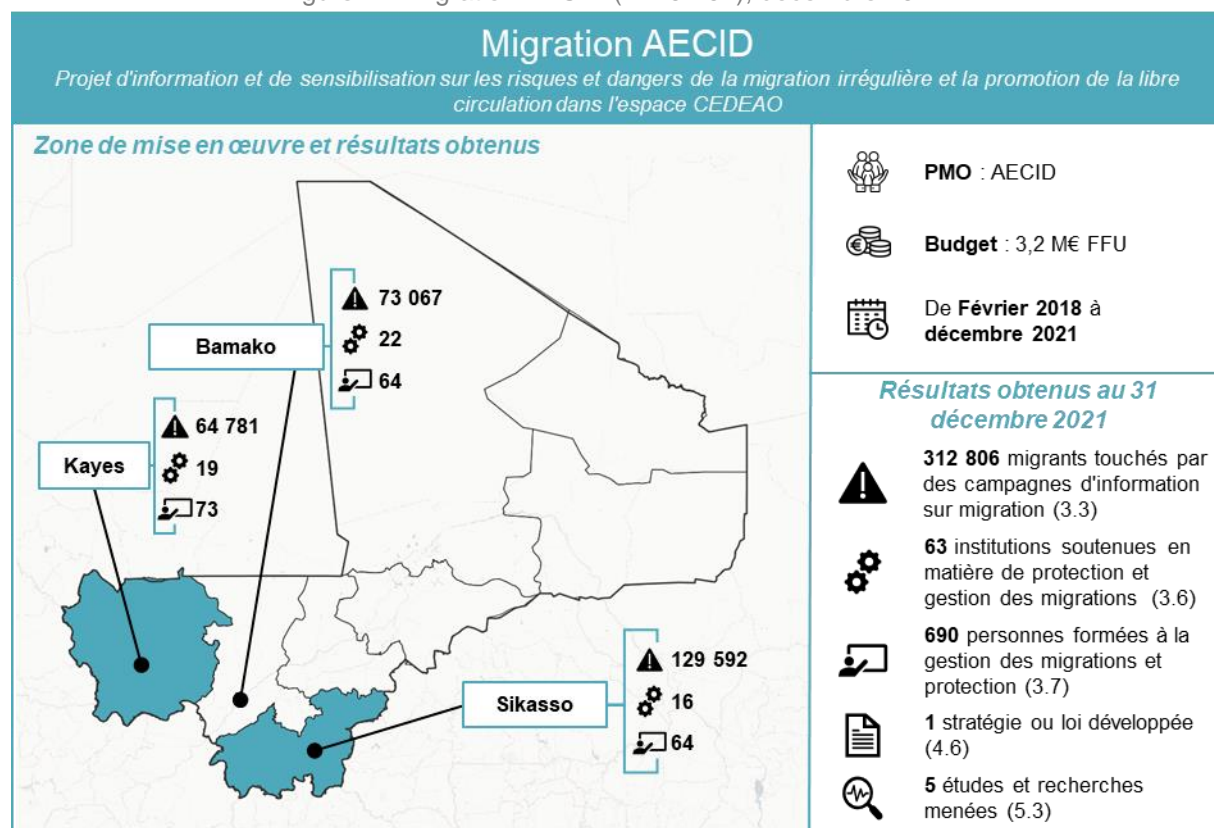 Migration AECID
Projet d'information et de sensibilisation sur les risques et dangers de la migration irrégulière et la promotion de la libre
circulation dans l'espace CEDEAO
Zone de mise en œuvre et résultats obtenus
73 067
22
64
Bamako
64 781
19
73
Kayes
129 592
16
64
Sikasso
PMO : AECID
Budget : 3,2 M€ FFU
De Février 2018 à
décembre 2021
Résultats obtenus au 31
décembre 2021
312 806 migrants touchés par
des campagnes d'information
sur migration (3.3)
63 institutions soutenues en
matière de protection et
gestion des migrations (3.6)
690 personnes formées à la
gestion des migrations et
protection (3.7)
1 stratégie ou loi développée
(4.6)
5 études et recherches
menées (5.3)